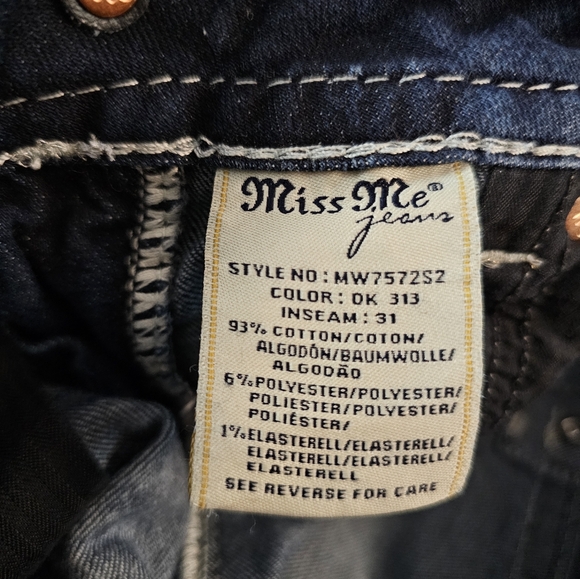 Miss Me®
jeans
STYLE NO : MW7572S2
COLOR : DK 313
INSEAM : 31
93% COTTON/COTON/
ALGODÓN/BAUMWOLLE/
ALGODÃO
6% POLYESTER/POLYESTER/
POLIESTER/POLYESTER/
POLIÉSTER/
1% ELASTERELL/ELASTERELL/
ELASTERELL/ELASTERELL/
ELASTERELL
SEE REVERSE FOR CARE